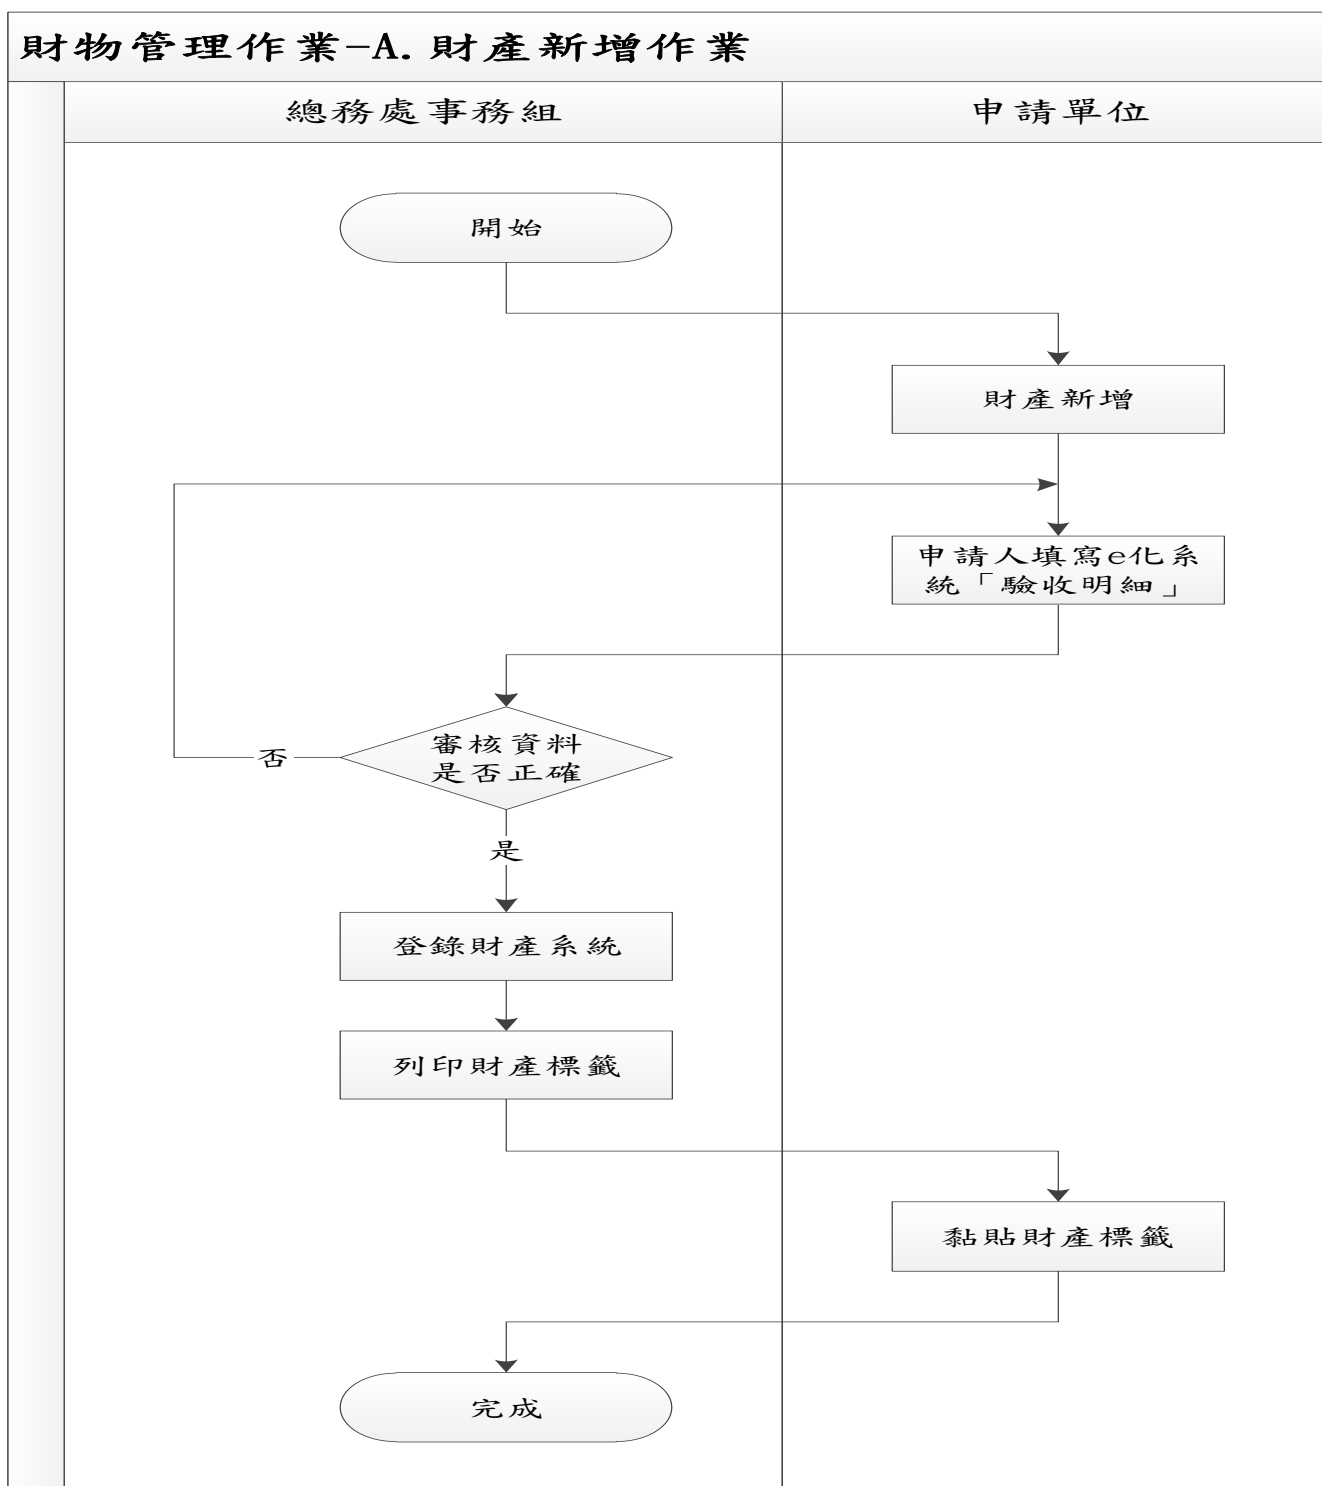 財物管理作業-A.財產新增作業
總務處事務組
申請單位
開始
財產新增
申請人填寫e化系
統「驗收明細」
審核資料
是否正確
否
是
登錄財產系統
列印財產標籤
黏貼財產標籤
完成